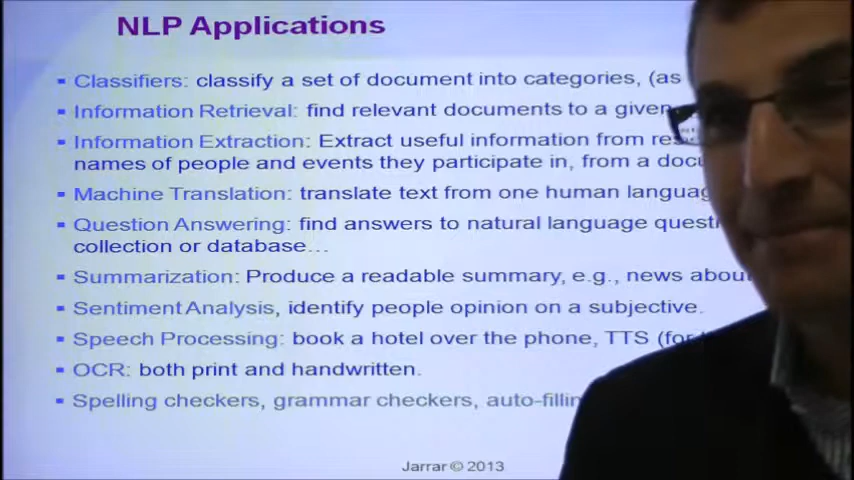 NLP Applications
Classifiers: classify a set of document into categories, (as
Information Retrieval: find relevant documents to a given
Information Extraction: Extract useful information from
names of people and events they participate in, from a
Machine Translation: translate text from one human
Question Answering: find answers to natural language
collection or database…
Summarization: Produce a readable summary, e.g., news
Sentiment Analysis, identify people opinion on a subjective.
Speech Processing: book a hotel over the phone, TTS (for
OCR: both print and handwritten.
Spelling checkers, grammar checkers,
Jarrar © 2013